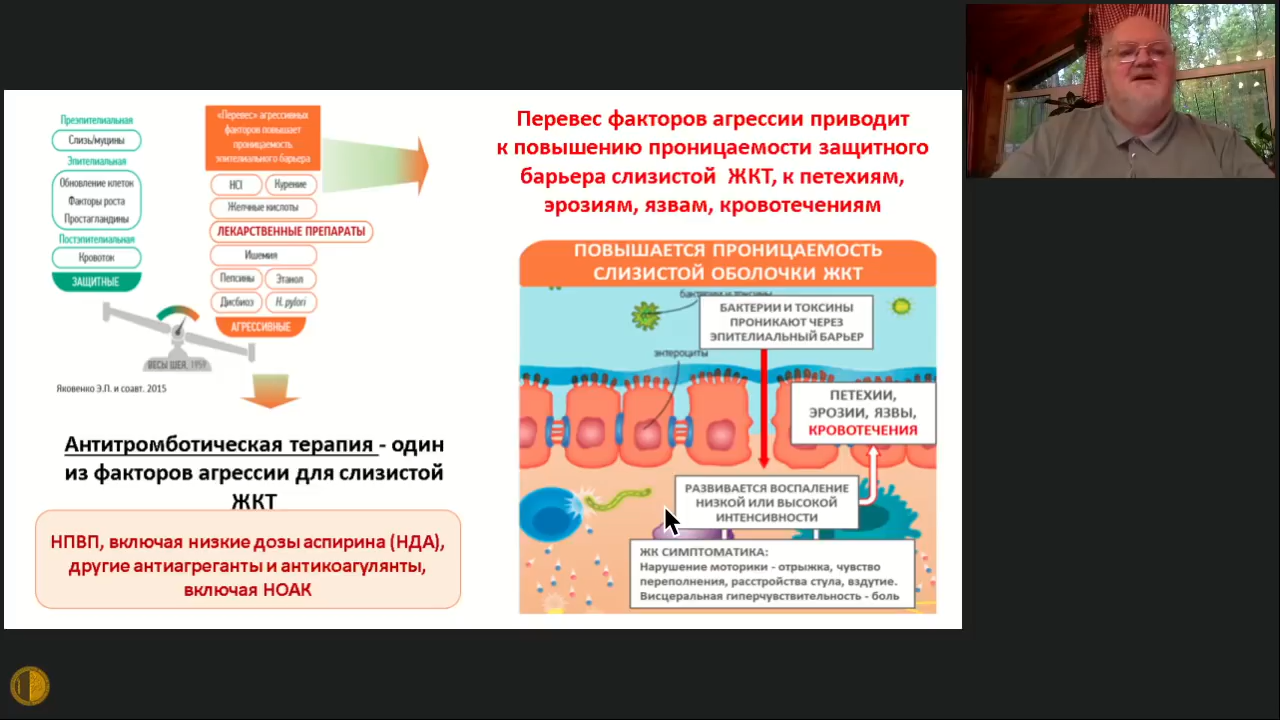 Преэпителиальная
Слизь/муцины
Эпителиальная
Обновление клеток
Факторы роста
Простагландины
Постэпителиальная
Кровоток
ЗАЩИТНЫЕ
«Перевес» агрессивных
факторов повышает
проницаемость
эпителиального барьера
HCl Курение
Желчные кислоты
ЛЕКАРСТВЕННЫЕ ПРЕПАРАТЫ
Ишемия
Пепсины Этанол
Дисбиоз H. pylori
АГРЕССИВНЫЕ
ВЕСЫ ШЕЯ, 1959
Яковенко Э.П. и соавт. 2015
Антитромботическая терапия - один
из факторов агрессии для слизистой
ЖКТ
НПВП, включая низкие дозы аспирина (НДА),
другие антиагреганты и антикоагулянты,
включая НОАК
Перевес факторов агрессии приводит
к повышению проницаемости защитного
барьера слизистой ЖКТ, к петехиям,
эрозиям, язвам, кровотечениям
ПОВЫШАЕТСЯ ПРОНИЦАЕМОСТЬ
СЛИЗИСТОЙ ОБОЛОЧКИ ЖКТ
бактерии и токсины
БАКТЕРИИ И ТОКСИНЫ
ПРОНИКАЮТ ЧЕРЕЗ
ЭПИТЕЛИАЛЬНЫЙ БАРЬЕР
энтероциты
ПЕТЕХИИ,
ЭРОЗИИ, ЯЗВЫ,
КРОВОТЕЧЕНИЯ
РАЗВИВАЕТСЯ ВОСПАЛЕНИЕ
НИЗКОЙ ИЛИ ВЫСОКОЙ
ИНТЕНСИВНОСТИ
ЖК СИМПТОМАТИКА:
Нарушение моторики - отрыжка, чувство
переполнения, расстройства стула, вздутие.
Висцеральная гиперчувствительность - боль